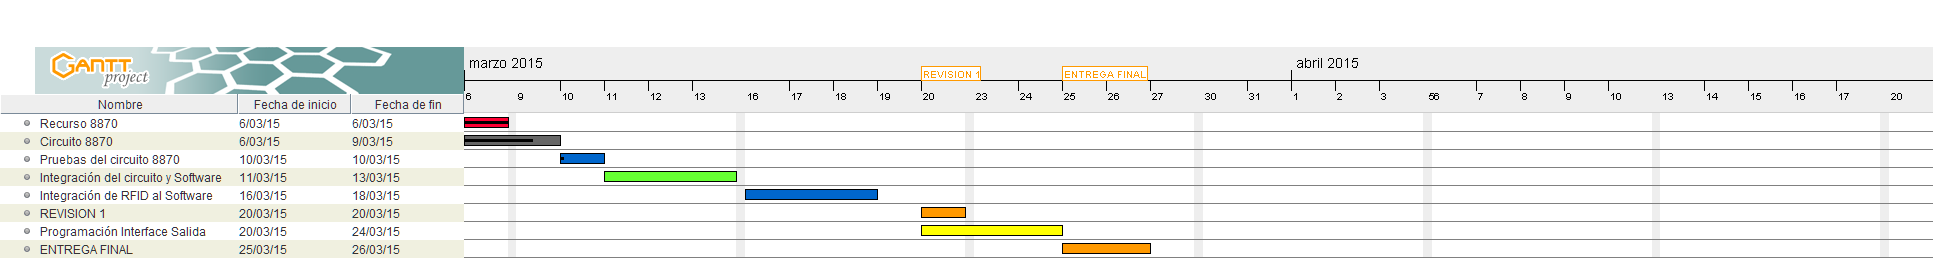 GANTT
project
marzo 2015
abril 2015
REVISION 1
ENTREGA FINAL
6 9 10 11 12 13 16 17 18 19 20 23 24 25 26 27 30 31 1 2 3 56 7 8 9 10 13 14 15 16 17 20
Nombre Fecha de inicio Fecha de fin
Recurso 8870 6/03/15 6/03/15
Circuito 8870 6/03/15 9/03/15
Pruebas del circuito 8870 10/03/15 10/03/15
Integración del circuito y Software 11/03/15 13/03/15
Integración de RFID al Software 16/03/15 18/03/15
REVISION 1 20/03/15 20/03/15
Programación Interface Salida 20/03/15 24/03/15
ENTREGA FINAL 25/03/15 26/03/15